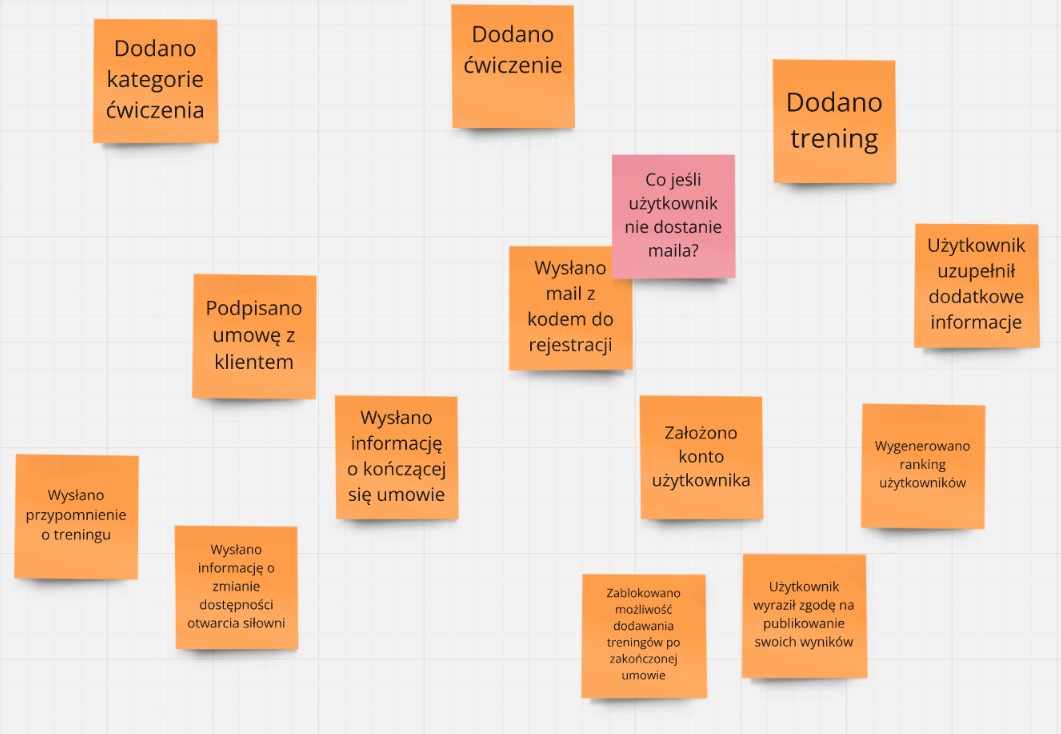 Dodano
kategorie
ćwiczenia
Dodano
ćwiczenie
Dodano
trening
Co jeśli
użytkownik
nie dostanie
maila?
Użytkownik
uzupełnił
dodatkowe
informacje
Wysłano
mail z
kodem do
rejestracji
Podpisano
umowę z
klientem
Wysłano
informację
o kończącej
się umowie
Założono
konto
użytkownika
Wygenerowano
ranking
użytkowników
Wysłano
przypomnienie
o treningu
Wysłano
informację o
zmianie
dostępności
otwarcia siłowni
Zablokowano
możliwość
dodawania
treningów po
zakończonej
umowie
Użytkownik
wyraził zgodę na
publikowanie
swoich wyników